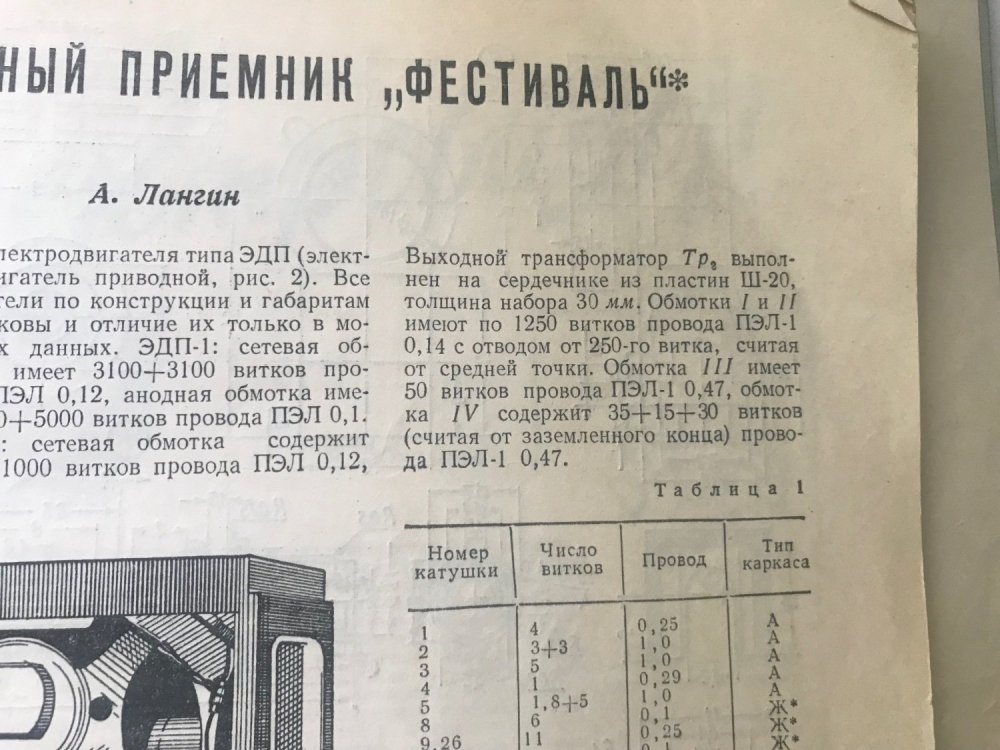 НЫЙ ПРИЕМНИК „ФЕСТИВАЛЬ“*
А. Лангин
лектродвигателя типа ЭДП (элект-
игатель приводной, рис. 2). Все
тели по конструкции и габаритам
ковы и отличие их только в мо-
х данных. ЭДП-1: сетевая об-
имеет 3100+3100 витков про-
ПЭЛ 0,12, анодная обмотка име-
0+5000 витков провода ПЭЛ 0,1.
: сетевая обмотка содержит
1000 витков провода ПЭЛ 0,12,
Выходной трансформатор Тр₂ выпол-
нен на сердечнике из пластин Ш-20,
толщина набора 30 мм. Обмотки I и II
имеют по 1250 витков провода ПЭЛ-1
0,14 с отводом от 250-го витка, считая
от средней точки. Обмотка III имеет
50 витков провода ПЭЛ-1 0,47, обмот-
ка IV содержит 35+15+30 витков
(считая от заземленного конца) прово-
да ПЭЛ-1 0,47.
Таблица 1
Номер катушки Число витков Провод Тип каркаса
1 4 0,25 А
2 3+3 1,0 А
3 5 1,0 А
4 1 0,29 А
5 1,8+5 1,0 А
8 6 0,1 Ж*
9,26 11 0,25 Ж*
0,1 Ж*